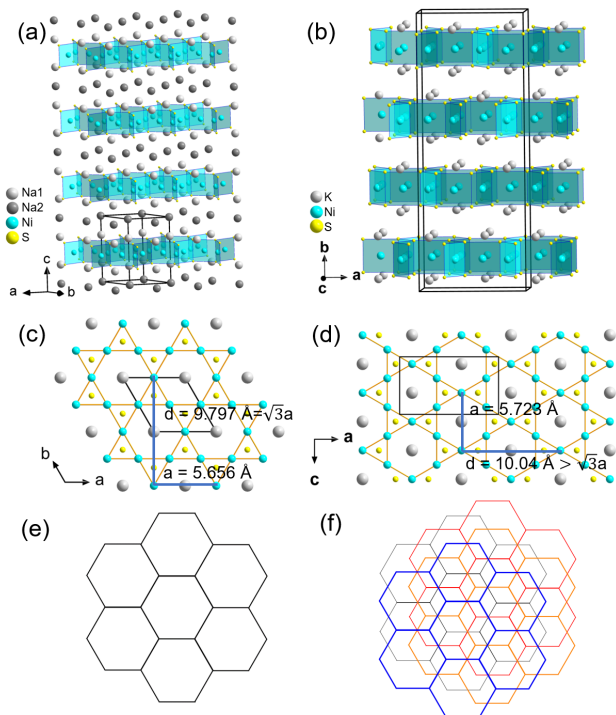 (a)
(b)
Na1
Na2
Ni
S
c
a
b
K
Ni
S
b
c
a
(c)
(d)
d = 9.797 Å=√3a
a = 5.656 Å
b
a
a = 5.723 Å
a
c
d = 10.04 Å > √3a
(e)
(f)